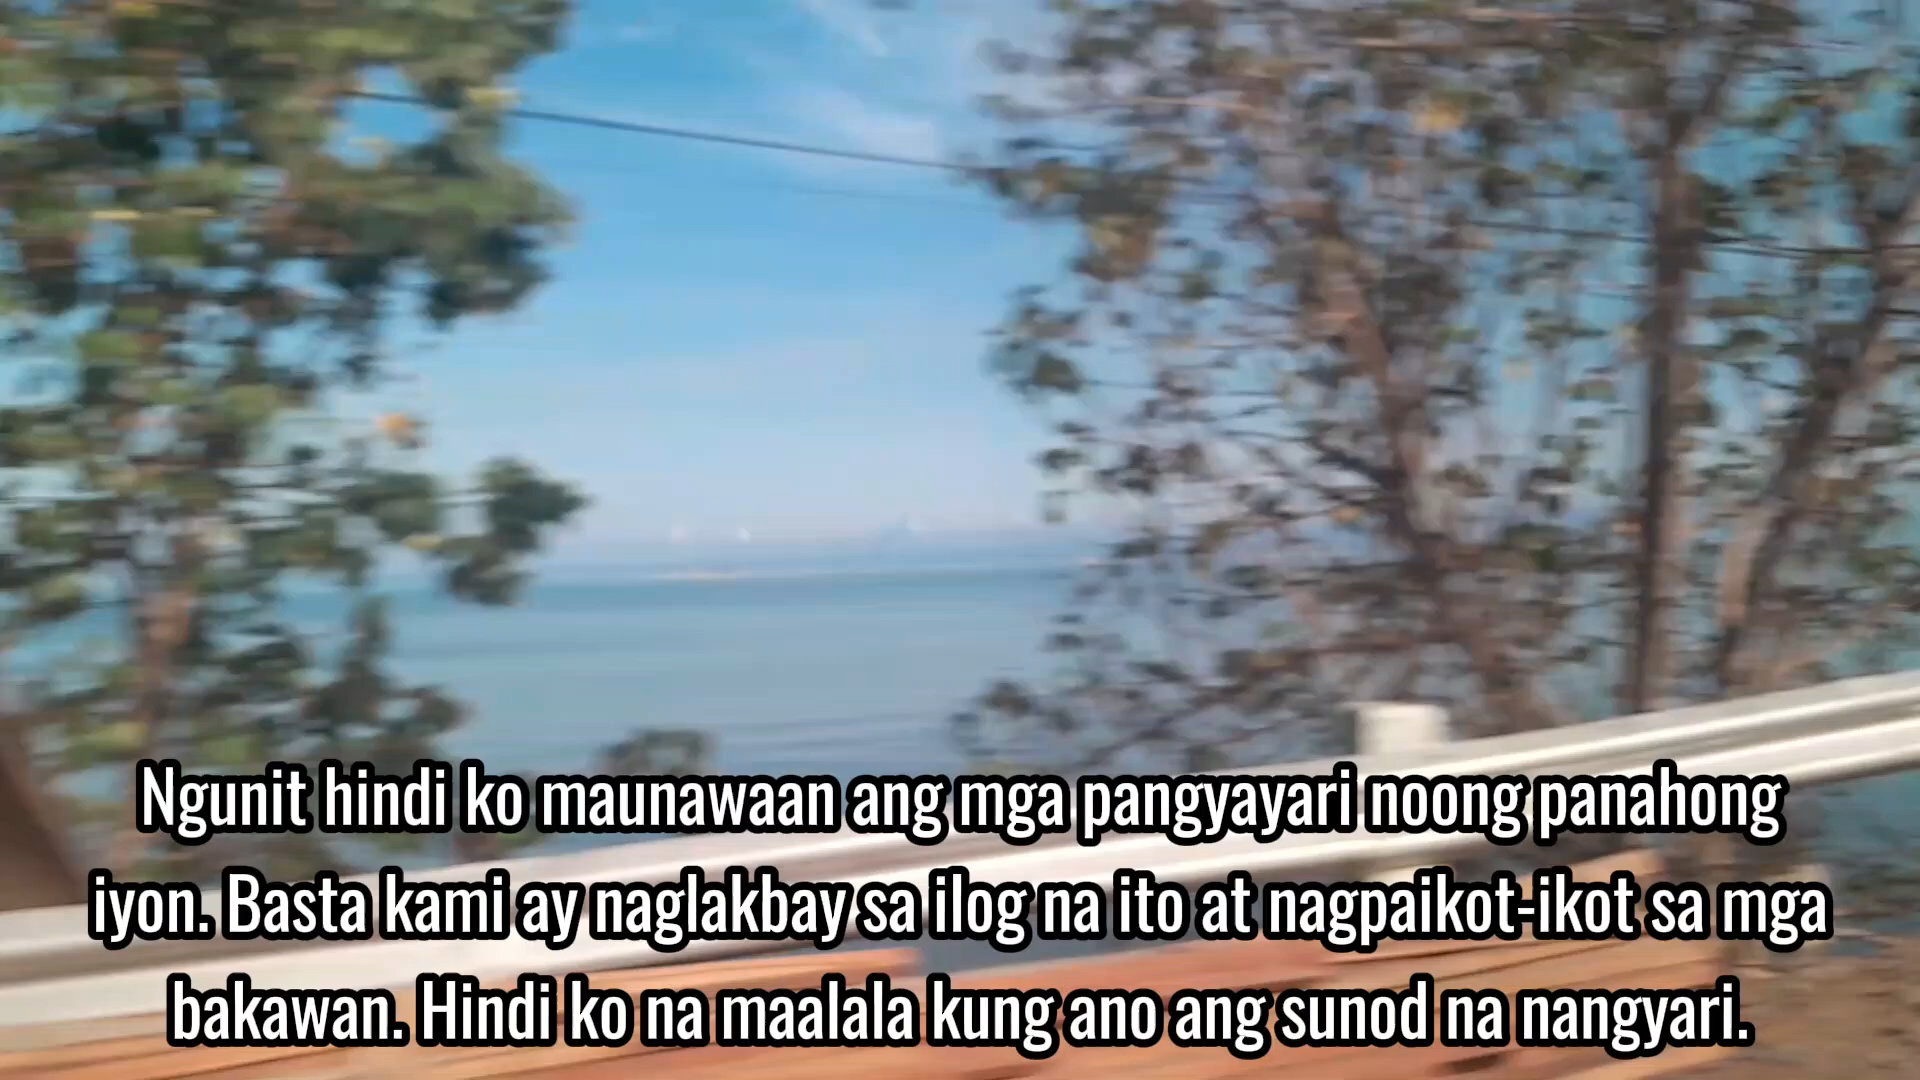 Ngunit hindi ko maunawaan ang mga pangyayari noong panahong
iyon. Basta kami ay naglakbay sa ilog na ito at nagpaikot-ikot sa mga
bakawan. Hindi ko na maalala kung ano ang sunod na nangyari.